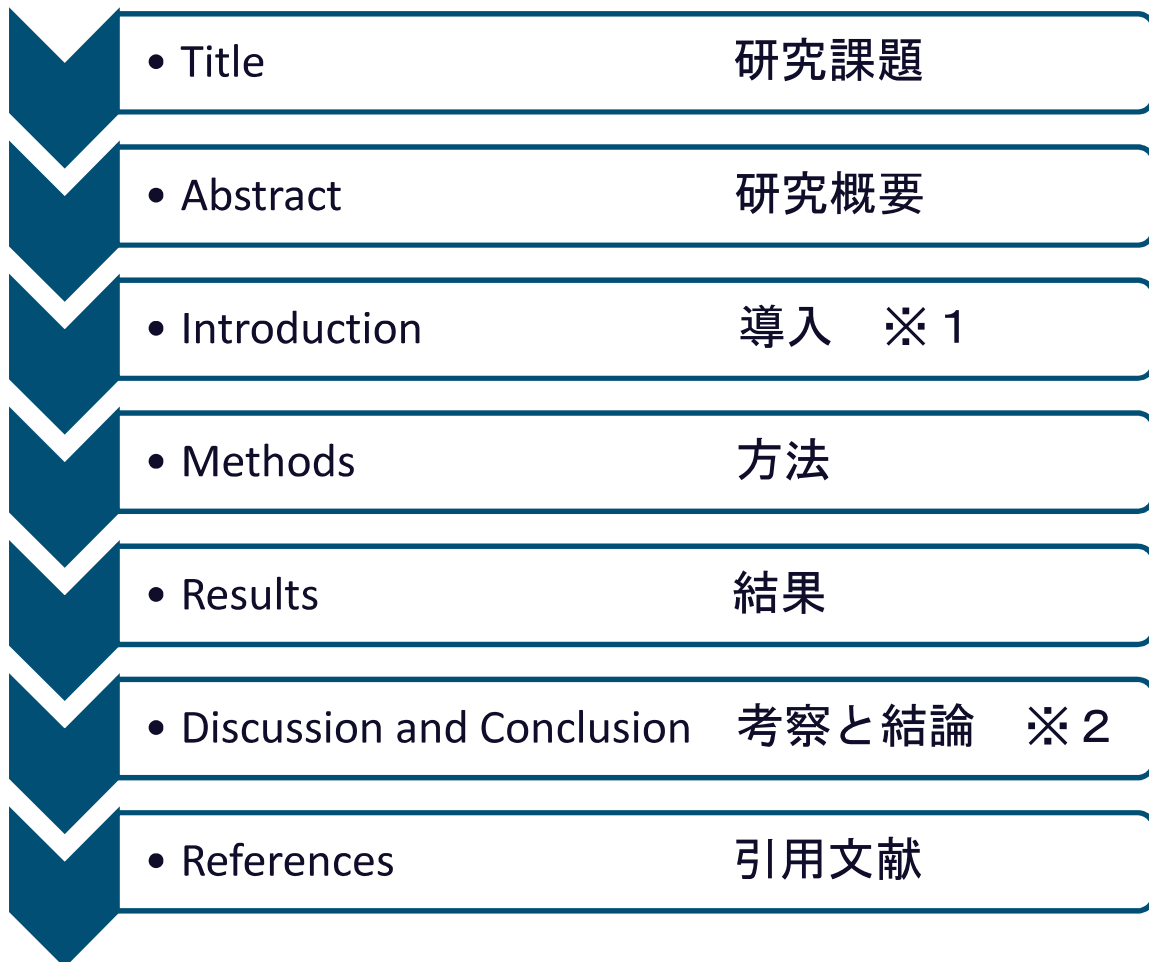 • Title 研究課題
• Abstract 研究概要
• Introduction 導入　※１
• Methods 方法
• Results 結果
• Discussion and Conclusion 考察と結論　※２
• References 引用文献